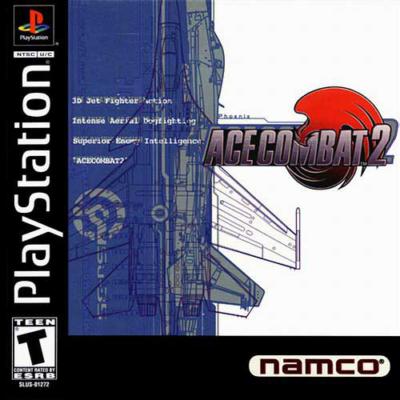 PlayStation
NTSC U/C
PlayStation
3D Jet Fighter Action
Intense Aerial Dogfighting
Superior Enemy Intelligence
"ACECOMBAT2"
Phoenix
ACE COMBAT 2
TEEN
T
CONTENT RATED BY
ESRB
SLUS-01272
namco